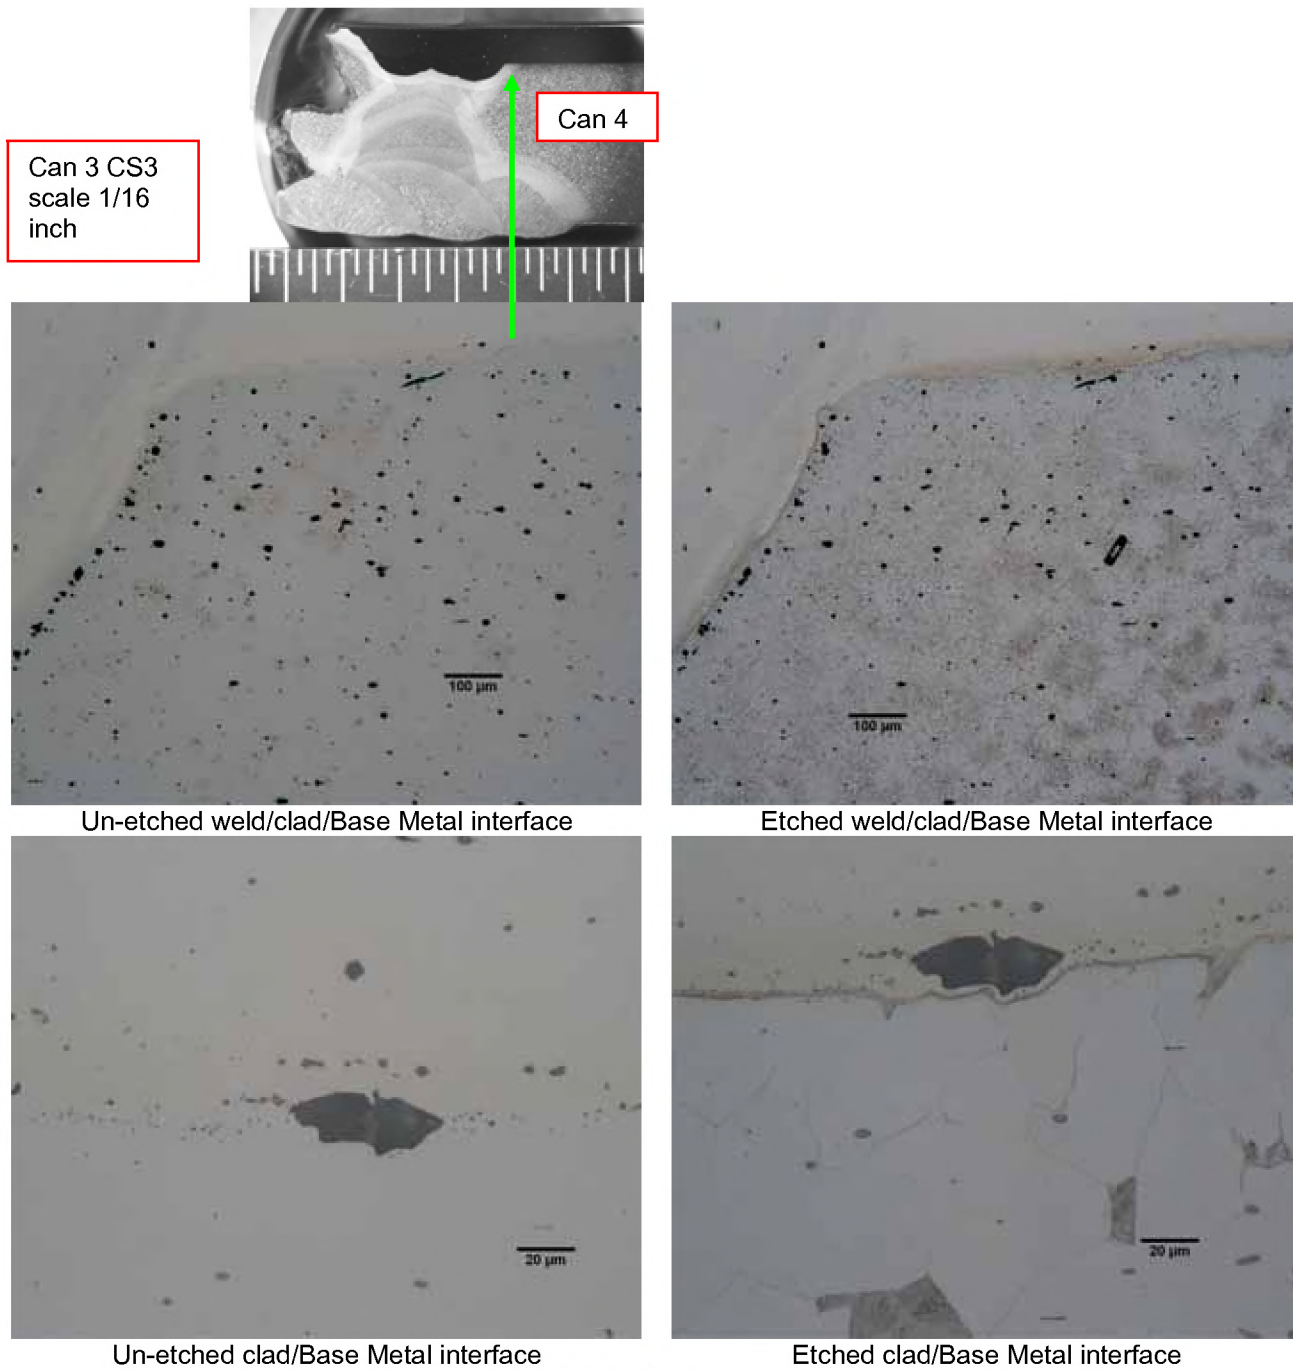 Can 4
Can 3 CS3
scale 1/16
inch
100 µm
100 µm
Un-etched weld/clad/Base Metal interface
Etched weld/clad/Base Metal interface
20 µm
20 µm
Un-etched clad/Base Metal interface
Etched clad/Base Metal interface